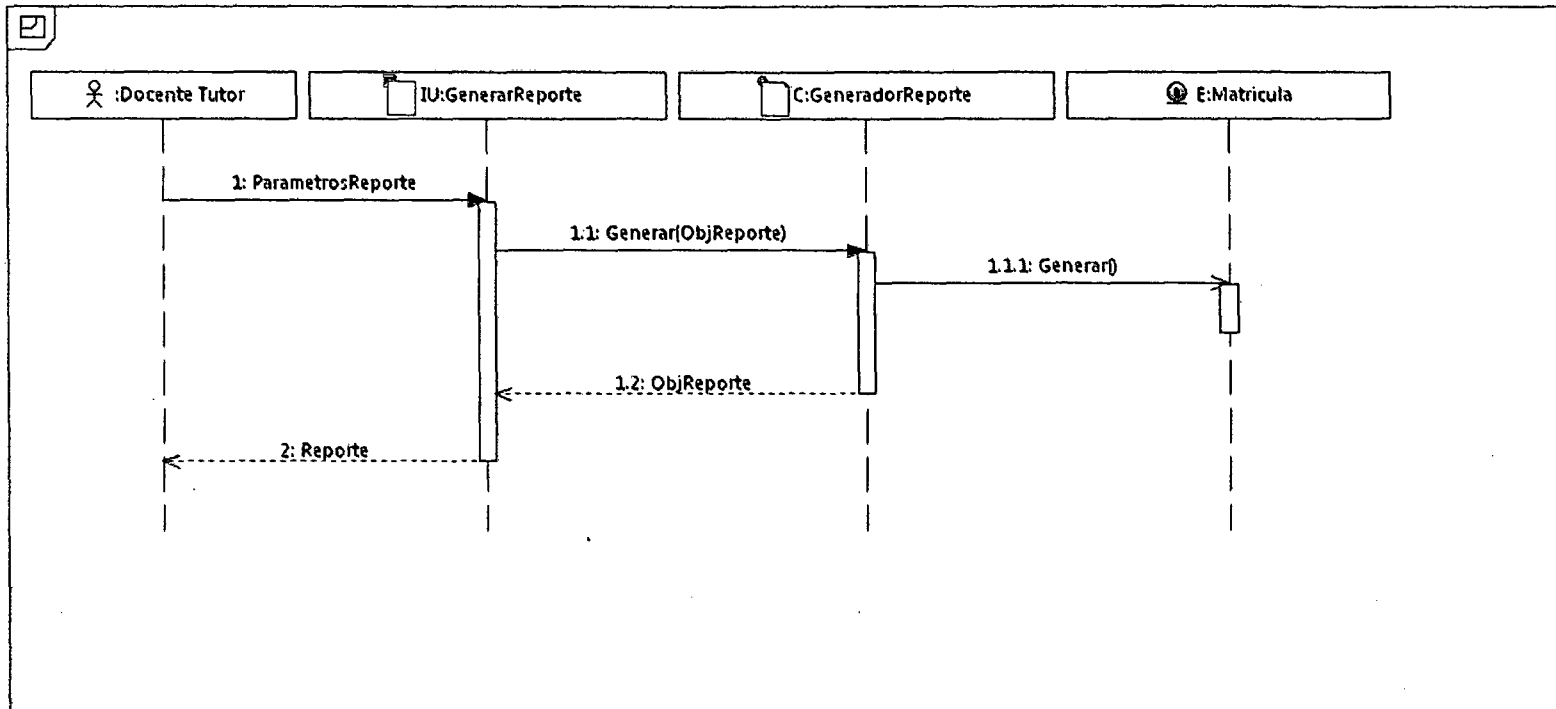 :Docente Tutor
IU:GenerarReporte
C:GeneradorReporte
E:Matricula
1: ParametrosReporte
1.1: Generar(ObjReporte)
1.1.1: Generar()
1.2: ObjReporte
2: Reporte